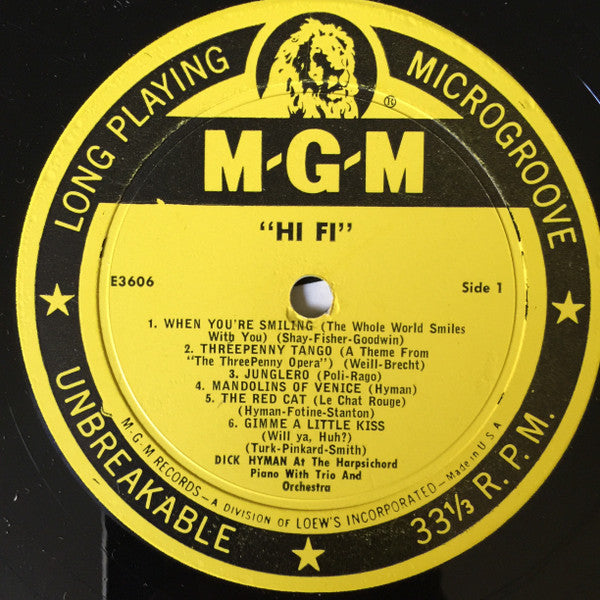 LONG PLAYING
MICROGROOVE
M-G-M
"HI FI"
E3606
Side 1
1. WHEN YOU'RE SMILING (The Whole World Smiles
With You) (Shay-Fisher-Goodwin)
2. THREEPENNY TANGO (A Theme From
"The ThreePenny Opera") (Weill-Brecht)
3. JUNGLERO (Poli-Rago)
4. MANDOLINS OF VENICE (Hyman)
5. THE RED CAT (Le Chat Rouge)
(Hyman-Fotine-Stanton)
6. GIMME A LITTLE KISS
(Will ya, Huh?)
(Turk-Pinkard-Smith)
DICK HYMAN At The Harpsichord
Piano With Trio And
Orchestra
M-G-M RECORDS – A DIVISION OF LOEW'S INCORPORATED – Made in U.S.A
UNBREAKABLE
33⅓ R.P.M.